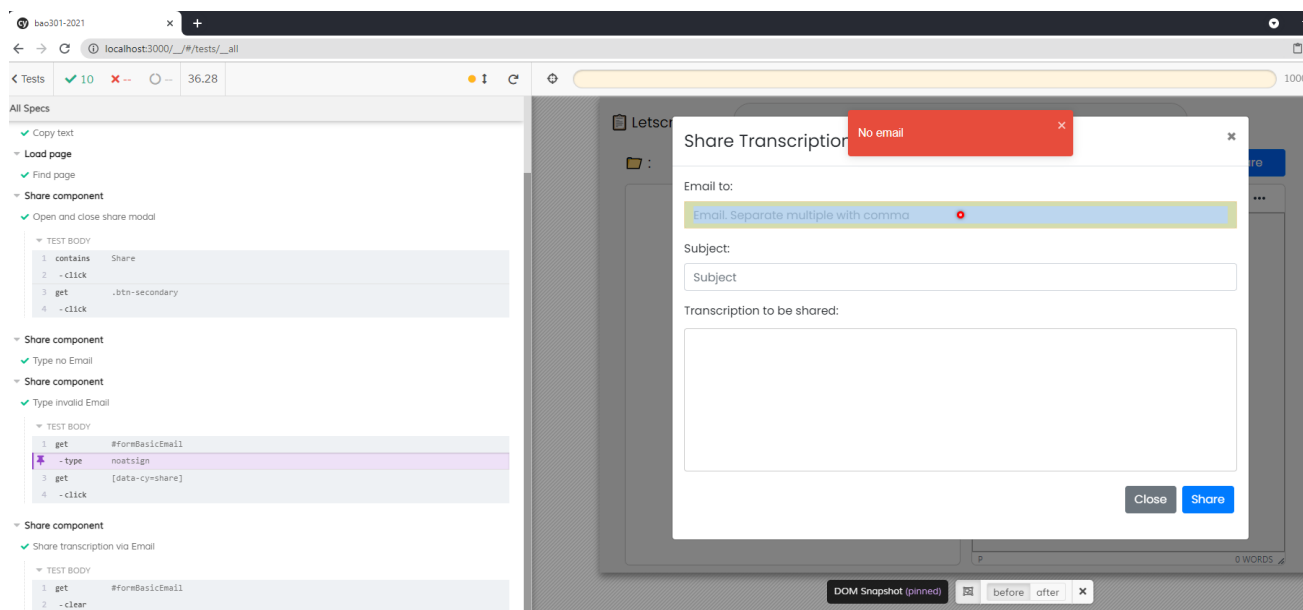 bao301-2021
localhost:3000/__/#/tests/__all
Tests 10 -- -- 36.28 1000
All Specs
Copy text
Load page
Find page
Share component
Open and close share modal
TEST BODY
1 contains Share
2 -click
3 get .btn-secondary
4 -click
Share component
Type no Email
Share component
Type invalid Email
TEST BODY
1 get #formBasicEmail
-type noatsign
3 get [data-cy=share]
4 -click
Share component
Share transcription via Email
TEST BODY
1 get #formBasicEmail
2 -clear
Letscr
:
Share Transcription
No email
Email to:
Email. Separate multiple with comma
Subject:
Subject
Transcription to be shared:
Close Share
P 0 WORDS
DOM Snapshot (pinned) before after